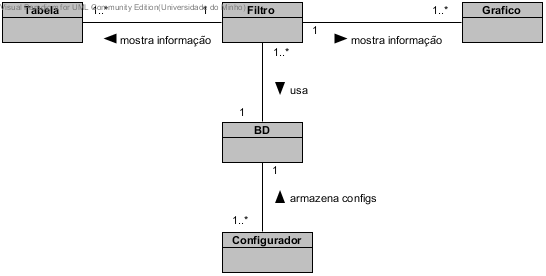 Visual Paradigm for UML Community Edition(Universidade do Minho)
Tabela 1..* 1 Filtro 1..* Grafico
1
mostra informação mostra informação
1..*
usa
1
BD
1
armazena configs
1..*
Configurador